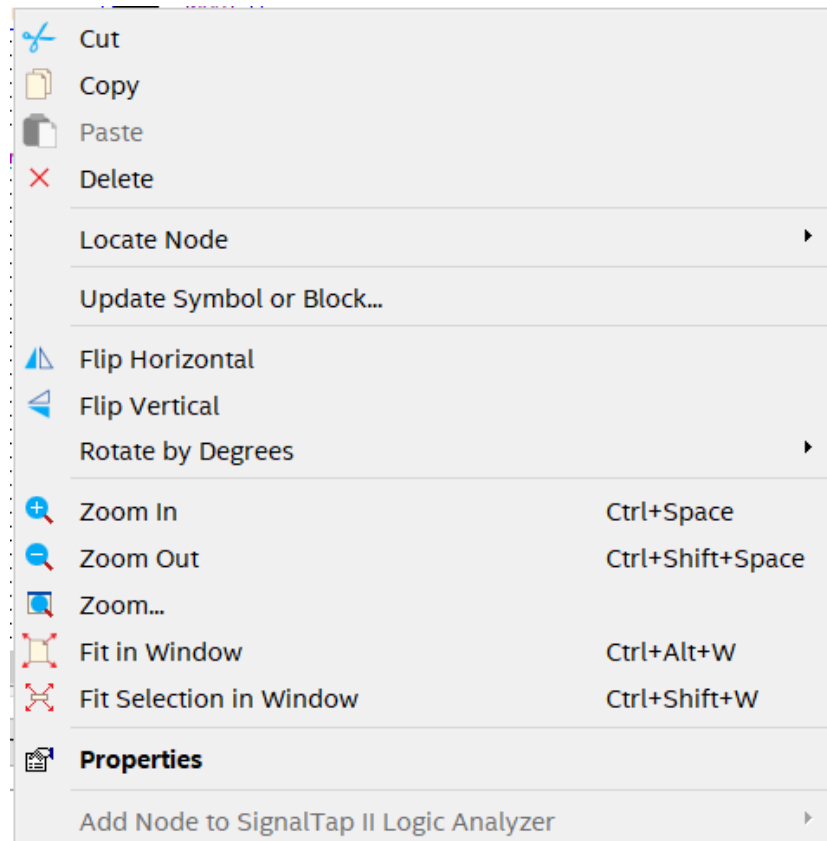 Cut
Copy
Paste
Delete
Locate Node
Update Symbol or Block...
Flip Horizontal
Flip Vertical
Rotate by Degrees
Zoom In Ctrl+Space
Zoom Out Ctrl+Shift+Space
Zoom...
Fit in Window Ctrl+Alt+W
Fit Selection in Window Ctrl+Shift+W
Properties
Add Node to SignalTap II Logic Analyzer